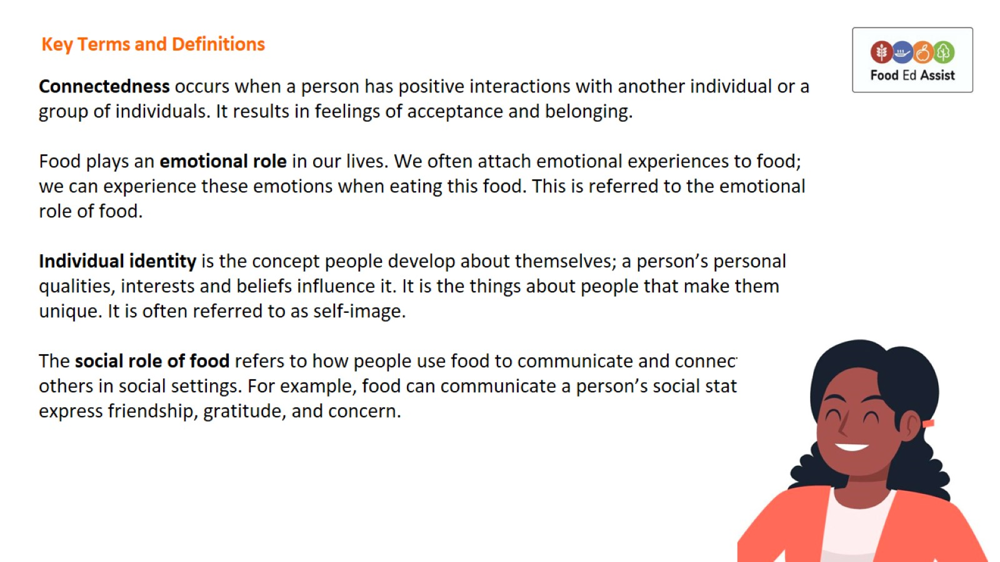 Key Terms and Definitions
Food Ed Assist
Connectedness occurs when a person has positive interactions with another individual or a
group of individuals. It results in feelings of acceptance and belonging.
Food plays an emotional role in our lives. We often attach emotional experiences to food;
we can experience these emotions when eating this food. This is referred to the emotional
role of food.
Individual identity is the concept people develop about themselves; a person’s personal
qualities, interests and beliefs influence it. It is the things about people that make them
unique. It is often referred to as self-image.
The social role of food refers to how people use food to communicate and connec
others in social settings. For example, food can communicate a person’s social stat
express friendship, gratitude, and concern.